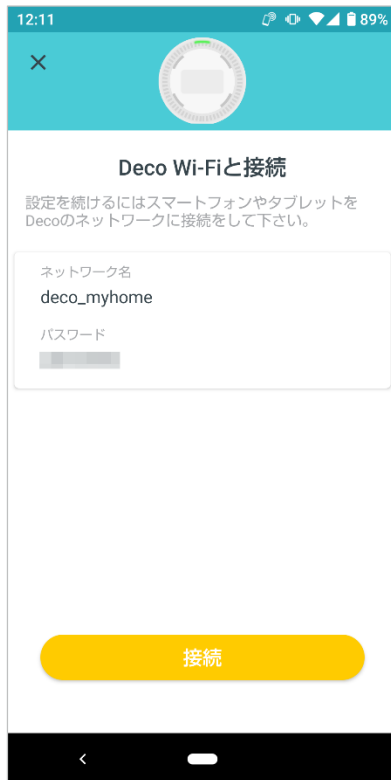 12:11
89%
Deco Wi-Fiと接続
設定を続けるにはスマートフォンやタブレットを
Decoのネットワークに接続をして下さい。
ネットワーク名
deco_myhome
パスワード
接続